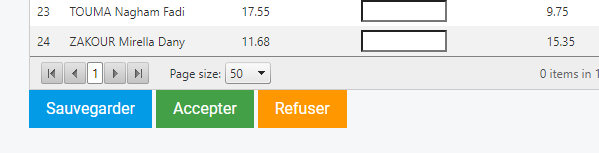 23 TOUMA Nagham Fadi 17.55 9.75
24 ZAKOUR Mirella Dany 11.68 15.35
1 Page size: 50 0 items in 1
Sauvegarder Accepter Refuser